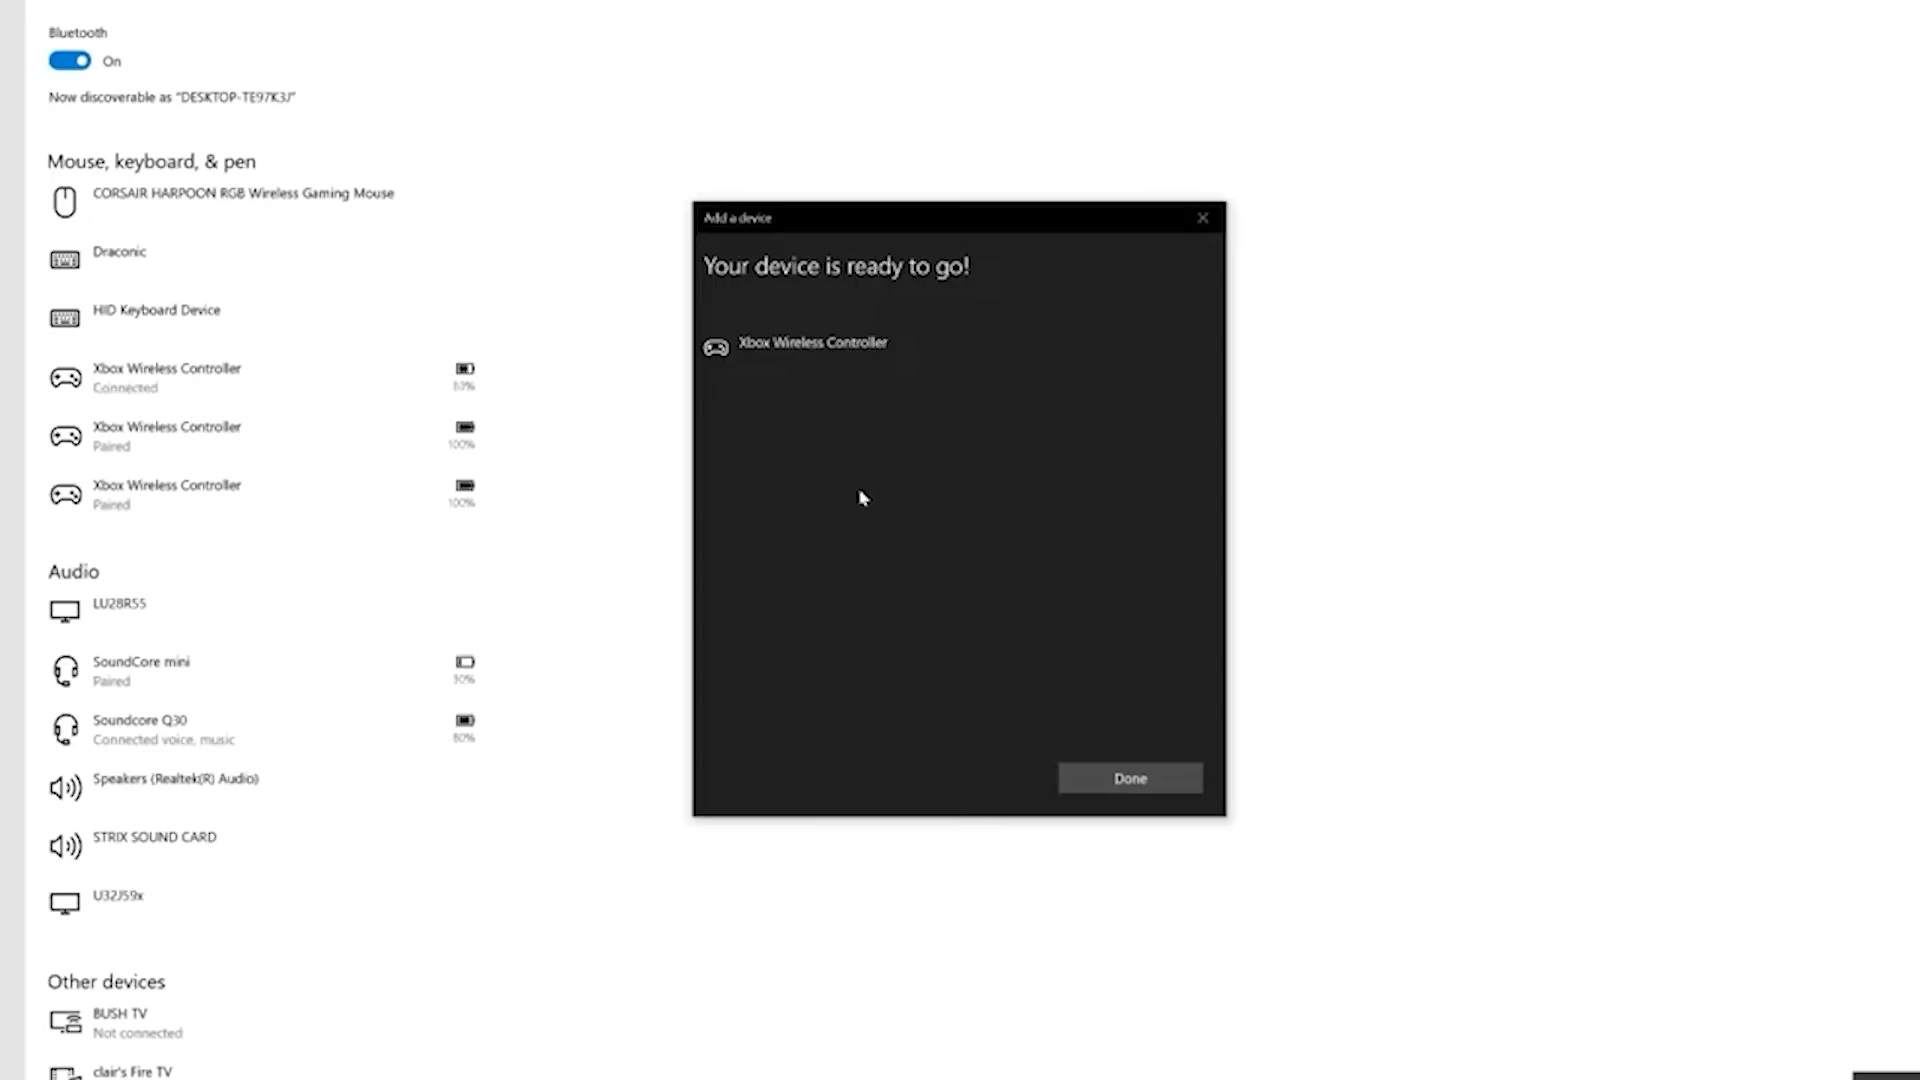 Bluetooth
On
Now discoverable as "DESKTOP-TE97K3J"
Mouse, keyboard, & pen
CORSAIR HARPOON RGB Wireless Gaming Mouse
Draconic
HID Keyboard Device
Xbox Wireless Controller
Connected
Xbox Wireless Controller
Paired
100%
Xbox Wireless Controller
Paired
100%
Audio
LU28R55
SoundCore mini
Paired
30%
Soundcore Q30
Connected voice, music
80%
Speakers (Realtek(R) Audio)
STRIX SOUND CARD
U32J59x
Other devices
BUSH TV
Not connected
clair's Fire TV
Add a device
Your device is ready to go!
Xbox Wireless Controller
Done